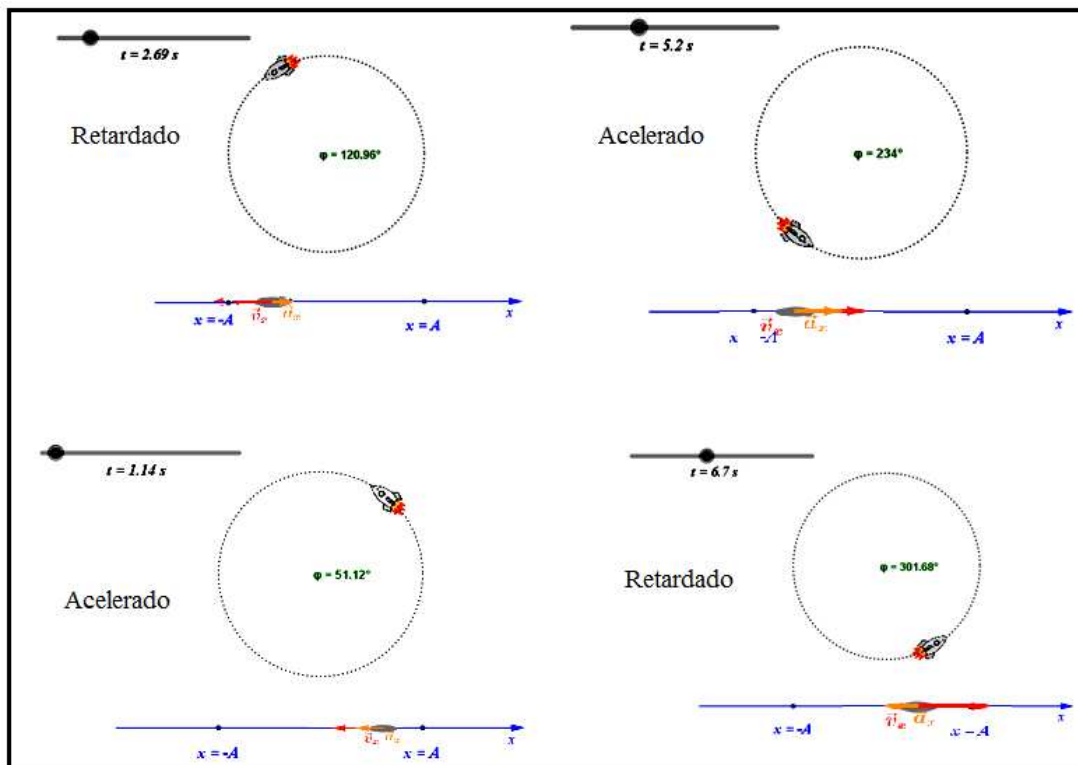 t = 2.69 s
Retardado
φ = 120.96°
v⃗ₓ a⃗ₓ
x = -A x = A x
t = 5.2 s
Acelerado
φ = 234°
v⃗ₓ a⃗ₓ
x -A x = A x
t = 1.14 s
φ = 51.12°
Acelerado
v⃗ₓ a⃗ₓ
x = -A x = A x
t = 6.7 s
φ = 301.68°
Retardado
v⃗ₓ a⃗ₓ
x = -A x - A x